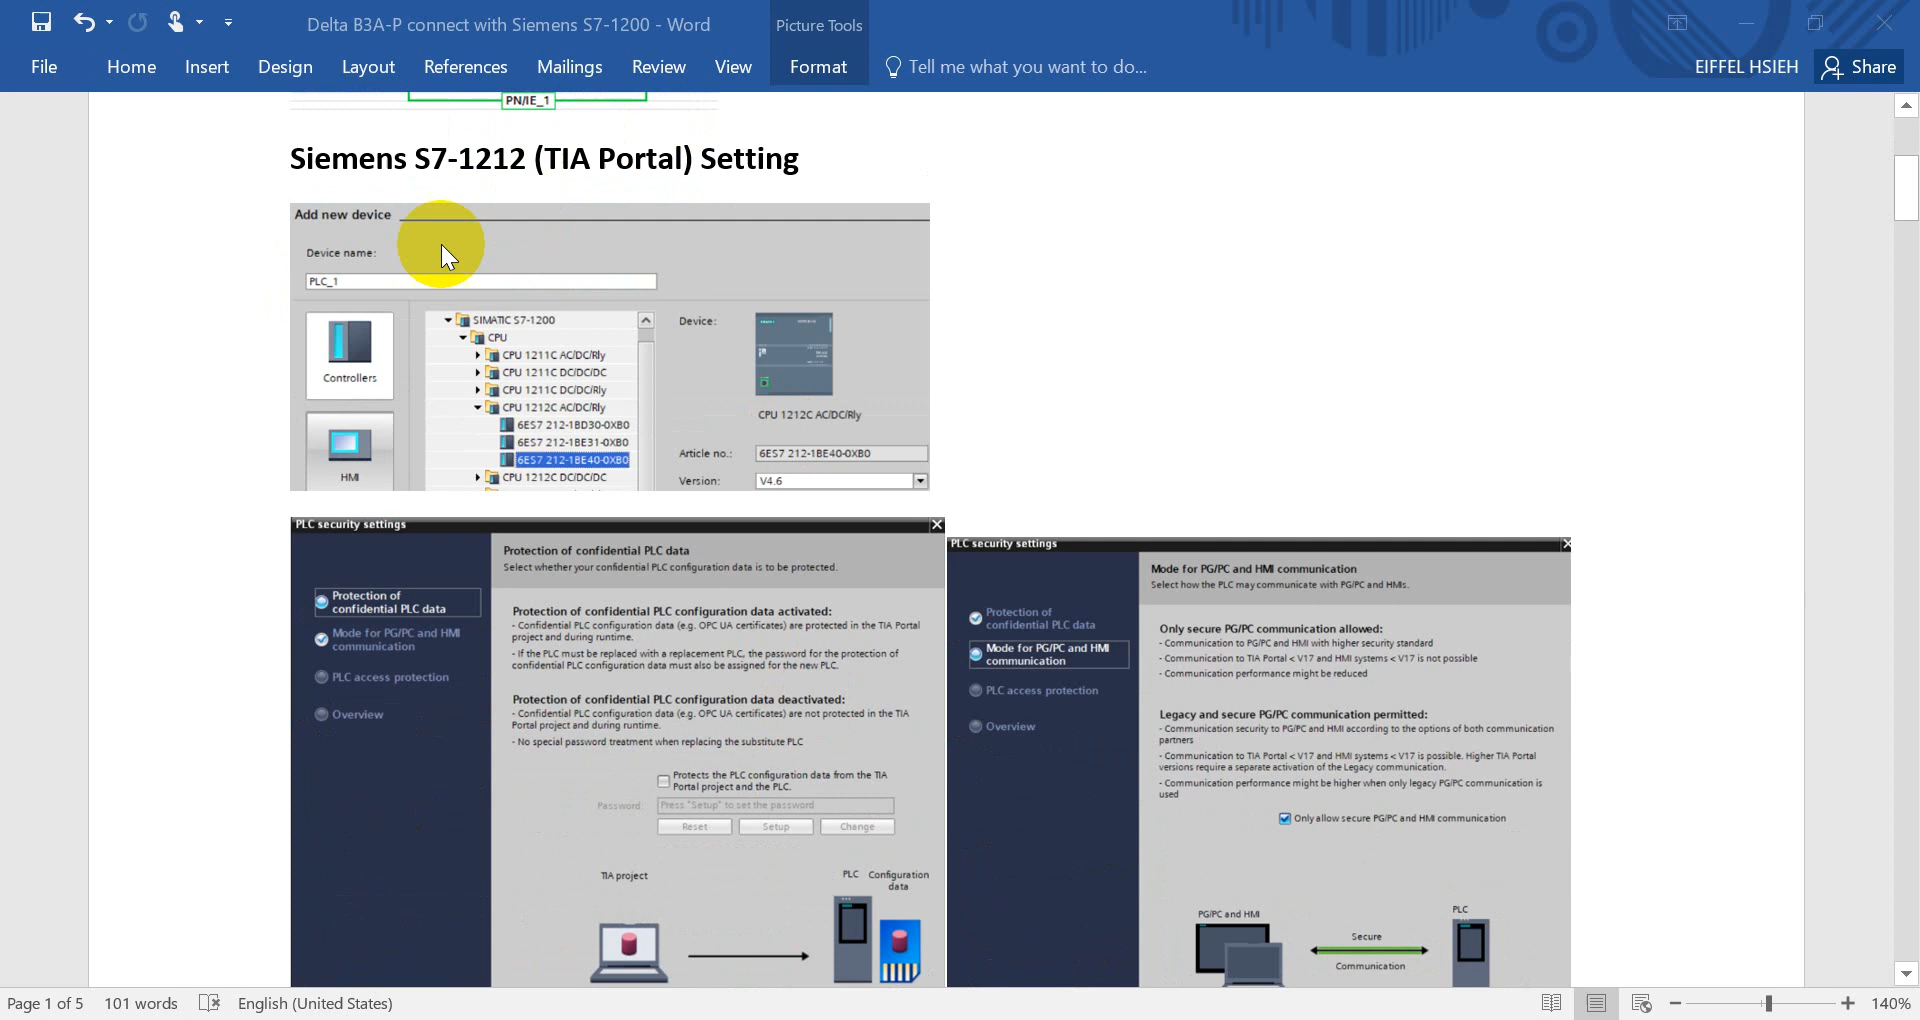 Delta B3A-P connect with Siemens S7-1200 - Word
Picture Tools
File
Home
Insert
Design
Layout
References
Mailings
Review
View
Format
Tell me what you want to do...
EIFFEL HSIEH
Share
PN/IE_1
Siemens S7-1212 (TIA Portal) Setting
Add new device
Device name:
PLC_1
Controllers
HMI
SIMATIC S7-1200
CPU
CPU 1211C AC/DC/Rly
CPU 1211C DC/DC/DC
CPU 1211C DC/DC/Rly
CPU 1212C AC/DC/Rly
6ES7 212-1BD30-0XB0
6ES7 212-1BE31-0XB0
6ES7 212-1BE40-0XB0
CPU 1212C DC/DC/DC
Device:
CPU 1212C AC/DC/Rly
Article no.:
6ES7 212-1BE40-0XB0
Version:
V4.6
PLC security settings
Protection of
confidential PLC data
Mode for PG/PC and HMI
communication
PLC access protection
Overview
Protection of confidential PLC data
Select whether your confidential PLC configuration data is to be protected.
Protection of confidential PLC configuration data activated:
- Confidential PLC configuration data (e.g. OPC UA certificates) are protected in the TIA Portal
project and during runtime.
- If the PLC must be replaced with a replacement PLC, the password for the protection of
confidential PLC configuration data must also be assigned for the new PLC.
Protection of confidential PLC configuration data deactivated:
- Confidential PLC configuration data (e.g. OPC UA certificates) are not protected in the TIA
Portal project and during runtime.
- No special password treatment when replacing the substitute PLC
Protects the PLC configuration data from the TIA
Portal project and the PLC.
Password:
Press "Setup" to set the password
Reset
Setup
Change
TIA project
PLC
Configuration
data
PLC security settings
Protection of
confidential PLC data
Mode for PG/PC and HMI
communication
PLC access protection
Overview
Mode for PG/PC and HMI communication
Select how the PLC may communicate with PG/PC and HMIs.
Only secure PG/PC communication allowed:
- Communication to PG/PC and HMI with higher security standard
- Communication to TIA Portal < V17 and HMI systems < V17 is not possible
- Communication performance might be reduced
Legacy and secure PG/PC communication permitted:
- Communication security to PG/PC and HMI according to the options of both communication
partners
- Communication to TIA Portal < V17 and HMI systems < V17 is possible. Higher TIA Portal
versions require a separate activation of the Legacy communication.
- Communication performance might be higher when only legacy PG/PC communication is
used
Only allow secure PG/PC and HMI communication
PG/PC and HMI
PLC
Secure
Communication
Page 1 of 5
101 words
English (United States)
140%